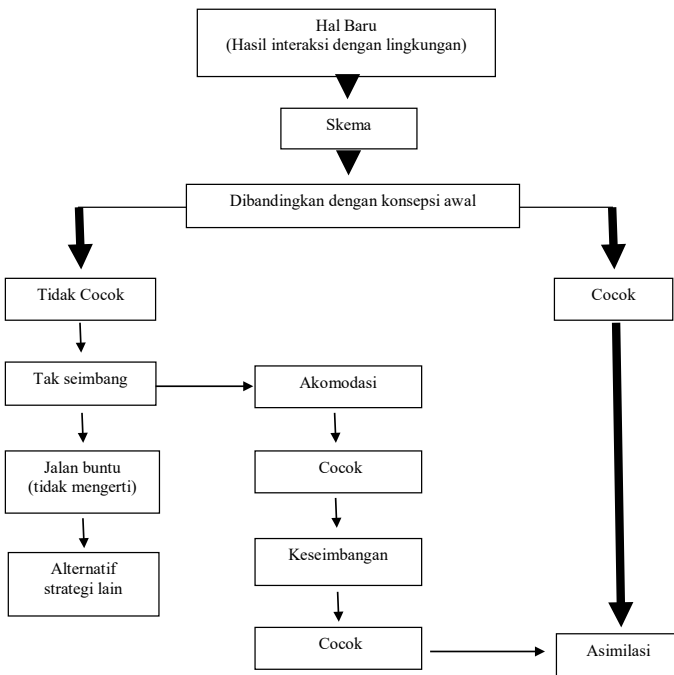 Hal Baru
(Hasil interaksi dengan lingkungan)
Skema
Dibandingkan dengan konsepsi awal
Tidak Cocok
Cocok
Tak seimbang
Akomodasi
Jalan buntu
(tidak mengerti)
Cocok
Alternatif
strategi lain
Keseimbangan
Cocok
Asimilasi